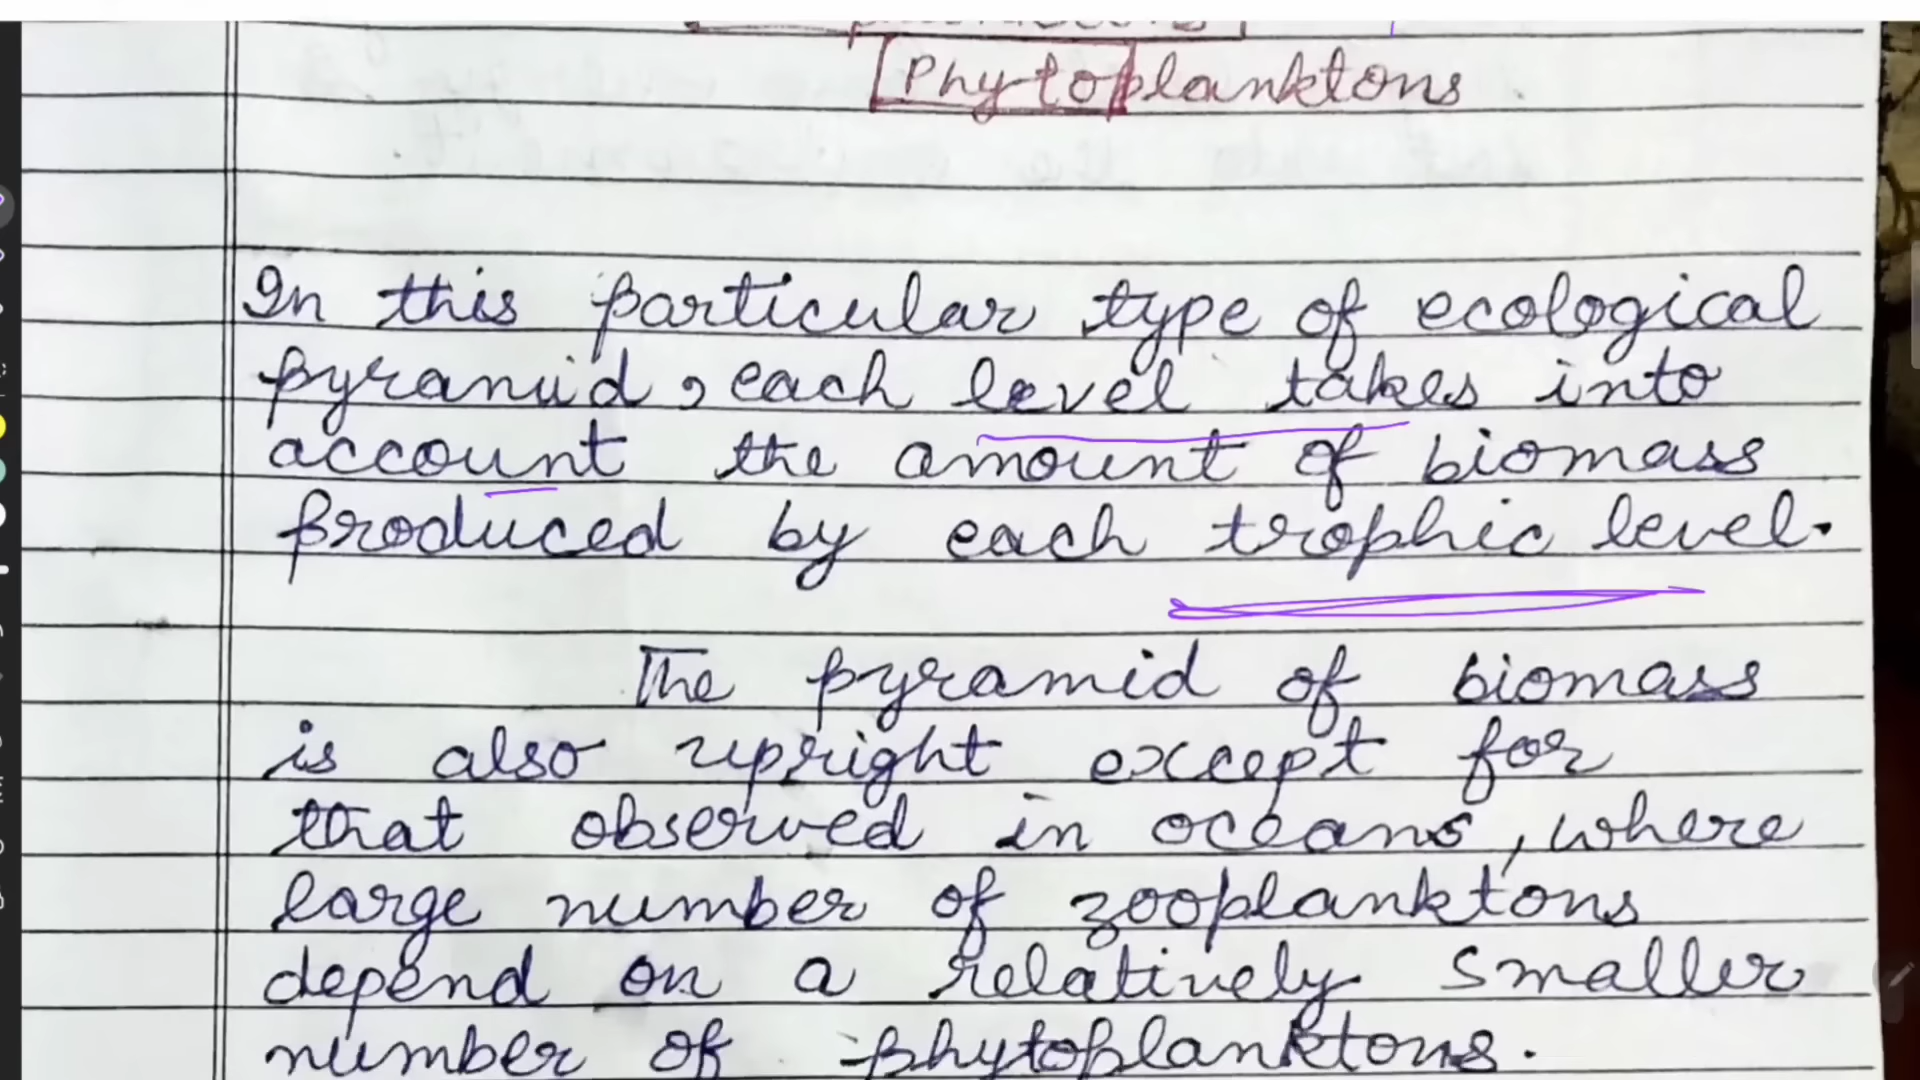 Phytoplanktons.
In this particular type of ecological
pyramid, each level takes into
account the amount of biomass
produced by each trophic level.
The pyramid of biomass
is also upright except for
that observed in oceans, where
large number of zooplanktons
depend on a relatively smaller
number of phytoplanktons.